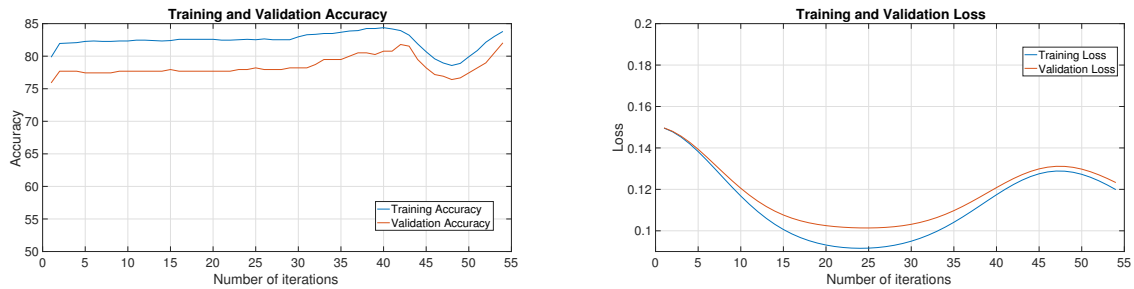 Training and Validation Accuracy
85
80
75
70
65
60
55
50
Accuracy
Training Accuracy
Validation Accuracy
0 5 10 15 20 25 30 35 40 45 50 55
Number of iterations
Training and Validation Loss
0.2
0.18
0.16
0.14
0.12
0.1
Loss
Training Loss
Validation Loss
0 5 10 15 20 25 30 35 40 45 50 55
Number of iterations